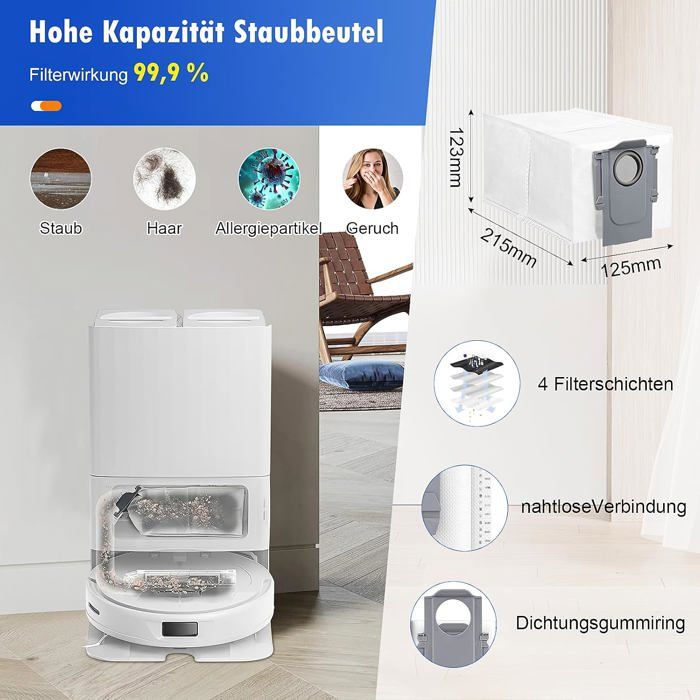 Hohe Kapazität Staubbeutel
Filterwirkung 99,9 %
Staub
Haar
Allergiepartikel
Geruch
123mm
215mm
125mm
4 Filterschichten
nahtloseVerbindung
Dichtungsgummiring